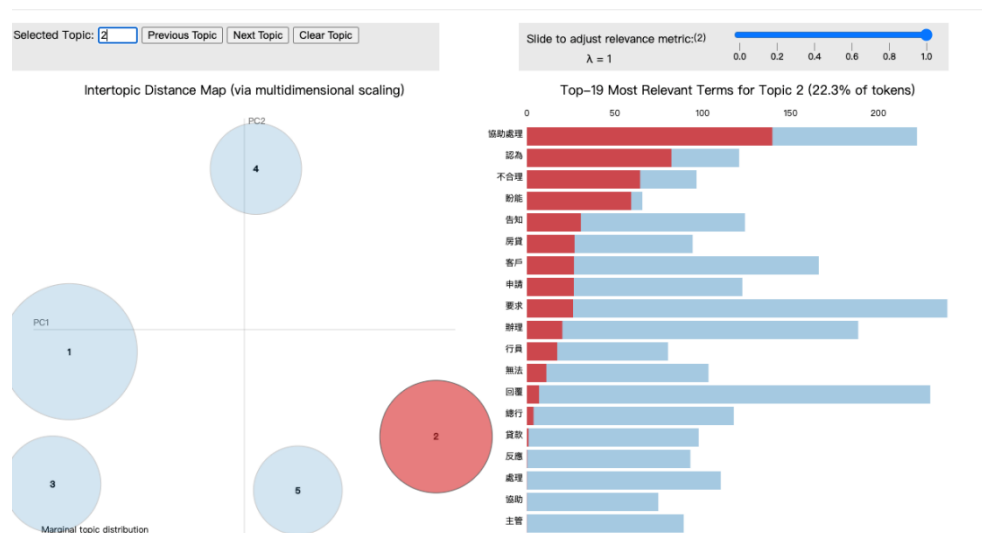 Selected Topic: 2 Previous Topic Next Topic Clear Topic
Slide to adjust relevance metric:(2)
λ = 1
0.0 0.2 0.4 0.6 0.8 1.0
Intertopic Distance Map (via multidimensional scaling)
PC2
PC1
4
1
2
3
5
Marginal topic distribution
Top-19 Most Relevant Terms for Topic 2 (22.3% of tokens)
0 50 100 150 200
協助處理
認為
不合理
盼能
告知
房貸
客戶
申請
要求
辦理
行員
無法
回覆
總行
貸款
反應
處理
協助
主管